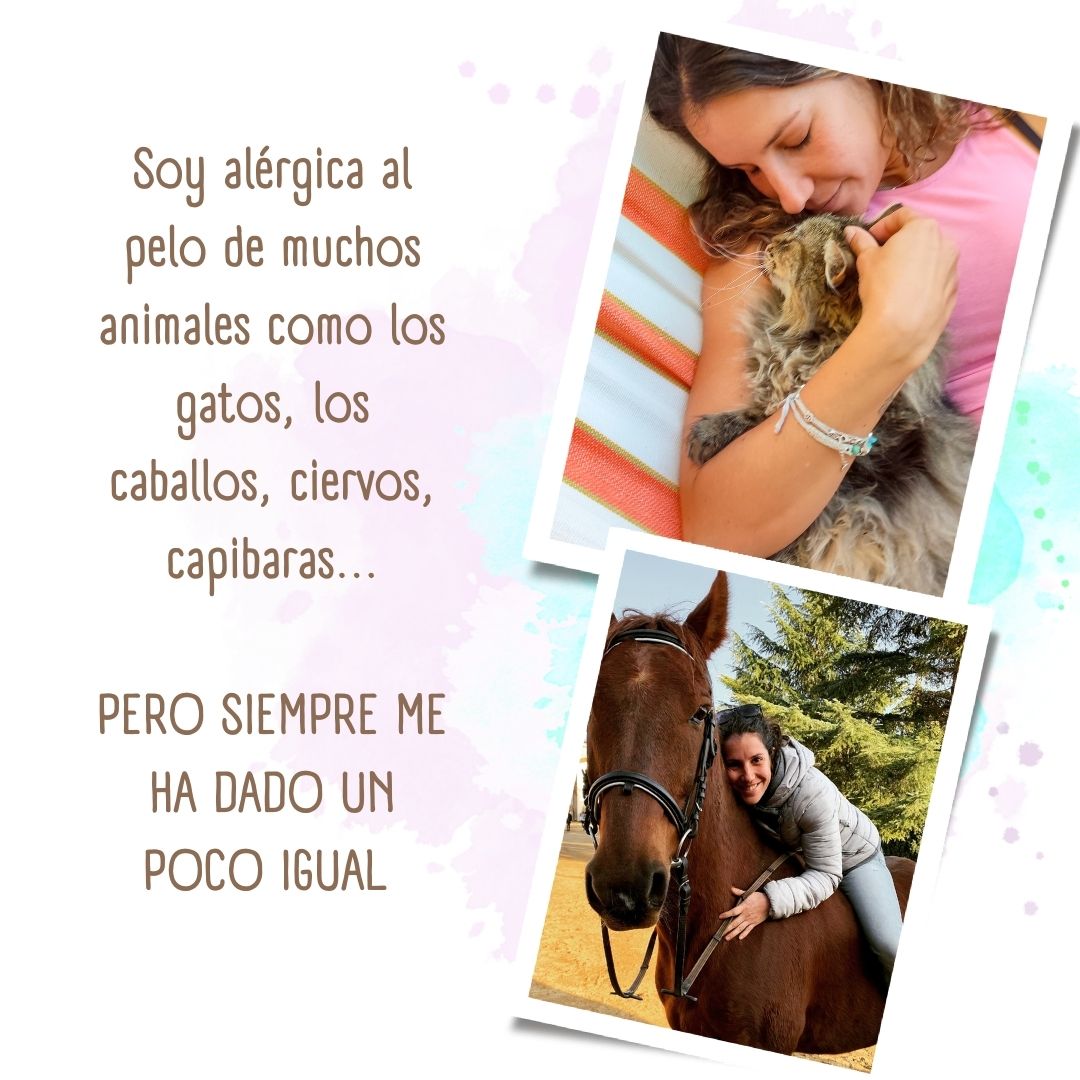 Soy alérgica al
pelo de muchos
animales como los
gatos, los
caballos, ciervos,
capibaras...
PERO SIEMPRE ME
HA DADO UN
POCO IGUAL